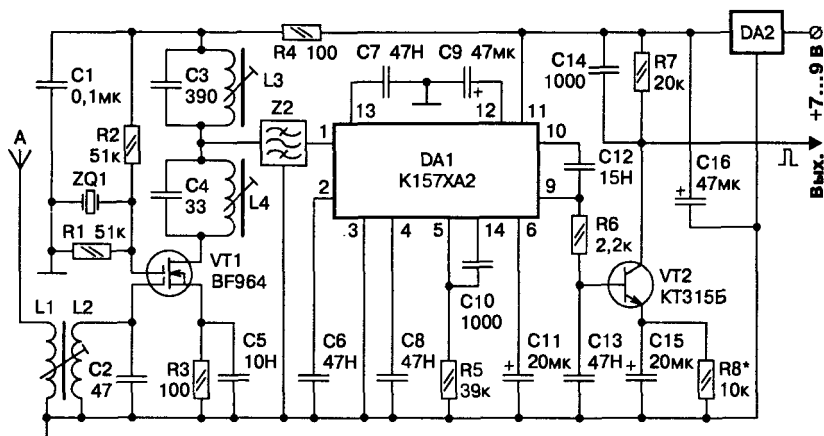 R4 100
C7 47Н
C9 47мк
DA2
+7...9 В
C1
0,1мк
C3
390
L3
C14
1000
R7
20к
13
12
11
A
R2
51к
Z2
1
DA1
К157ХА2
10
C12
15Н
Вых.
ZQ1
C4
33
L4
2
9
C16
47мк
R1 51к
3
4
5
14
6
R6
2,2к
VT1
BF964
VT2
КТ315Б
C10
1000
L1
L2
C2
47
R3
100
C5
10Н
C6
47Н
C8
47Н
R5
39к
C11
20мк
C13
47Н
C15
20мк
R8*
10к
+
+
+
+